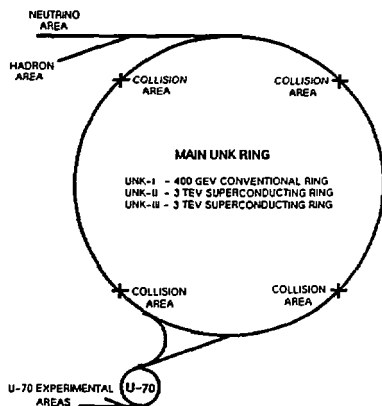 NEUTRINO
AREA
HADRON
AREA
COLLISION
AREA
COLLISION
AREA
MAIN UNK RING
UNK-I - 400 GEV CONVENTIONAL RING
UNK-II - 3 TEV SUPERCONDUCTING RING
UNK-III - 3 TEV SUPERCONDUCTING RING
COLLISION
AREA
COLLISION
AREA
U-70 EXPERIMENTAL
AREAS
U-70